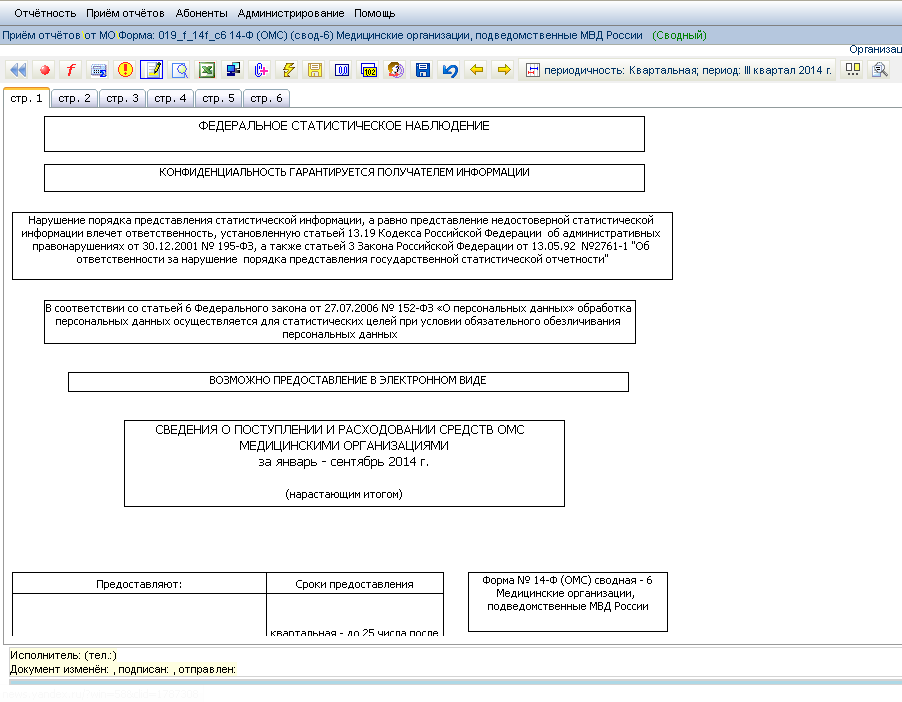 Отчётность Приём отчётов Абоненты Администрирование Помощь
Приём отчётов от МО Форма: 019_f_14f_c6 14-Ф (ОМС) (свод-6) Медицинские организации, подведомственные МВД России (Сводный)
Организац
периодичность: Квартальная; период: III квартал 2014 г.
стр. 1 стр. 2 стр. 3 стр. 4 стр. 5 стр. 6
ФЕДЕРАЛЬНОЕ СТАТИСТИЧЕСКОЕ НАБЛЮДЕНИЕ
КОНФИДЕНЦИАЛЬНОСТЬ ГАРАНТИРУЕТСЯ ПОЛУЧАТЕЛЕМ ИНФОРМАЦИИ
Нарушение порядка представления статистической информации, а равно представление недостоверной статистической
информации влечет ответственность, установленную статьей 13.19 Кодекса Российской Федерации об административных
правонарушениях от 30.12.2001 № 195-ФЗ, а также статьей 3 Закона Российской Федерации от 13.05.92 №2761-1 "Об
ответственности за нарушение порядка представления государственной статистической отчетности"
В соответствии со статьей 6 Федерального закона от 27.07.2006 № 152-ФЗ «О персональных данных» обработка
персональных данных осуществляется для статистических целей при условии обязательного обезличивания
персональных данных
ВОЗМОЖНО ПРЕДОСТАВЛЕНИЕ В ЭЛЕКТРОННОМ ВИДЕ
СВЕДЕНИЯ О ПОСТУПЛЕНИИ И РАСХОДОВАНИИ СРЕДСТВ ОМС
МЕДИЦИНСКИМИ ОРГАНИЗАЦИЯМИ
за январь - сентябрь 2014 г.
(нарастающим итогом)
Предоставляют: Сроки предоставления
квартальная - до 25 числа после
Форма № 14-Ф (ОМС) сводная - 6
Медицинские организации,
подведомственные МВД России
Исполнитель: (тел.:)
Документ изменён: , подписан: , отправлен: